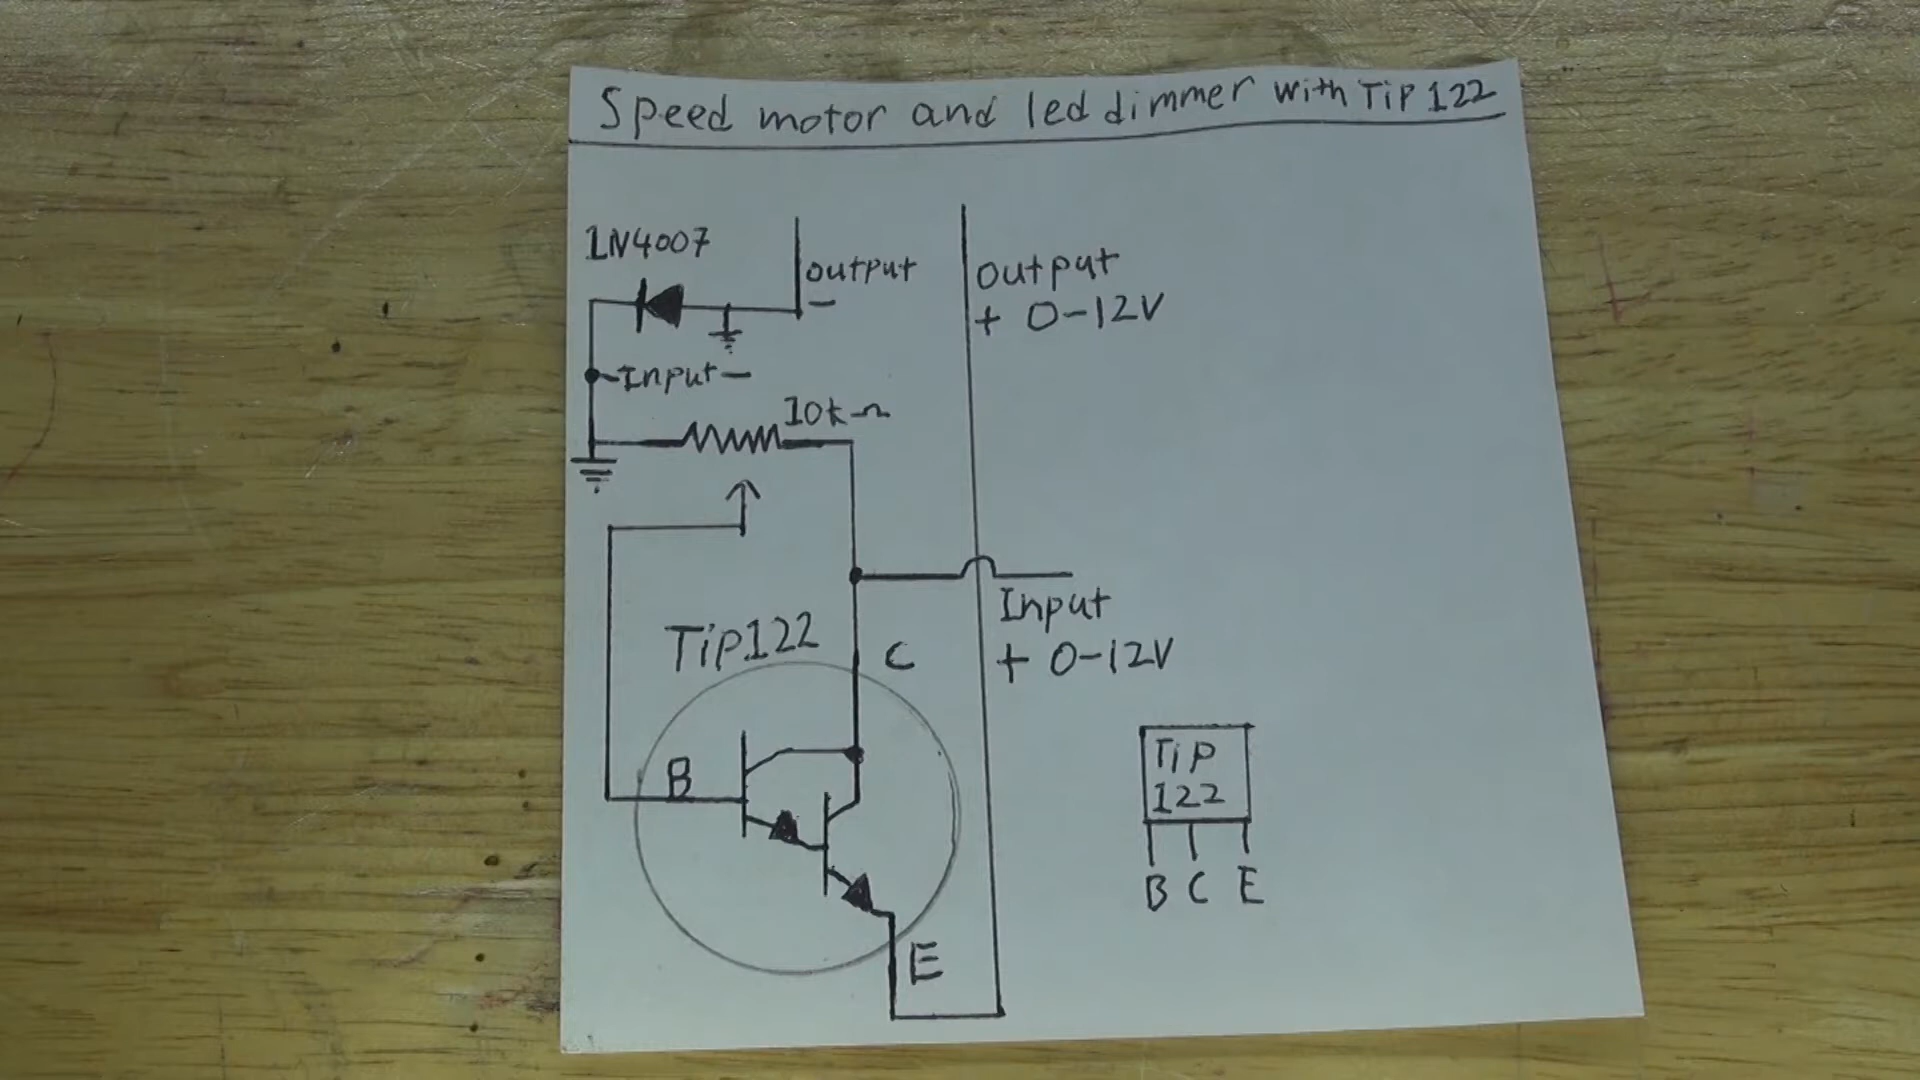 Speed motor and led dimmer with TiP 122
1N4007
output
-
output
+ 0-12V
-Input-
10kΩ
Input
+ 0-12V
TiP122
C
B
E
TiP
122
B C E